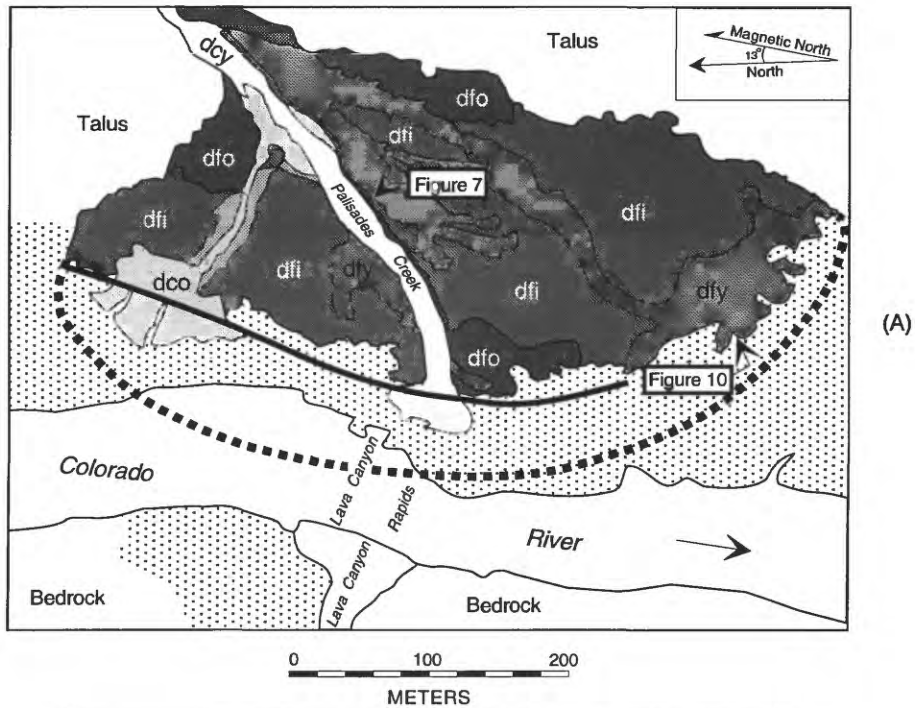 Talus
Magnetic North
13°
North
dcy
dfo
Talus
dfi
dfo
Figure 7
dfi
dfi
Palisades
Creek
dfi
dfy
dfy
dco
dfi
(A)
dfo
Figure 10
Colorado
Lava Canyon
Rapids
River
Lava Canyon
Bedrock
Bedrock
0 100 200
METERS